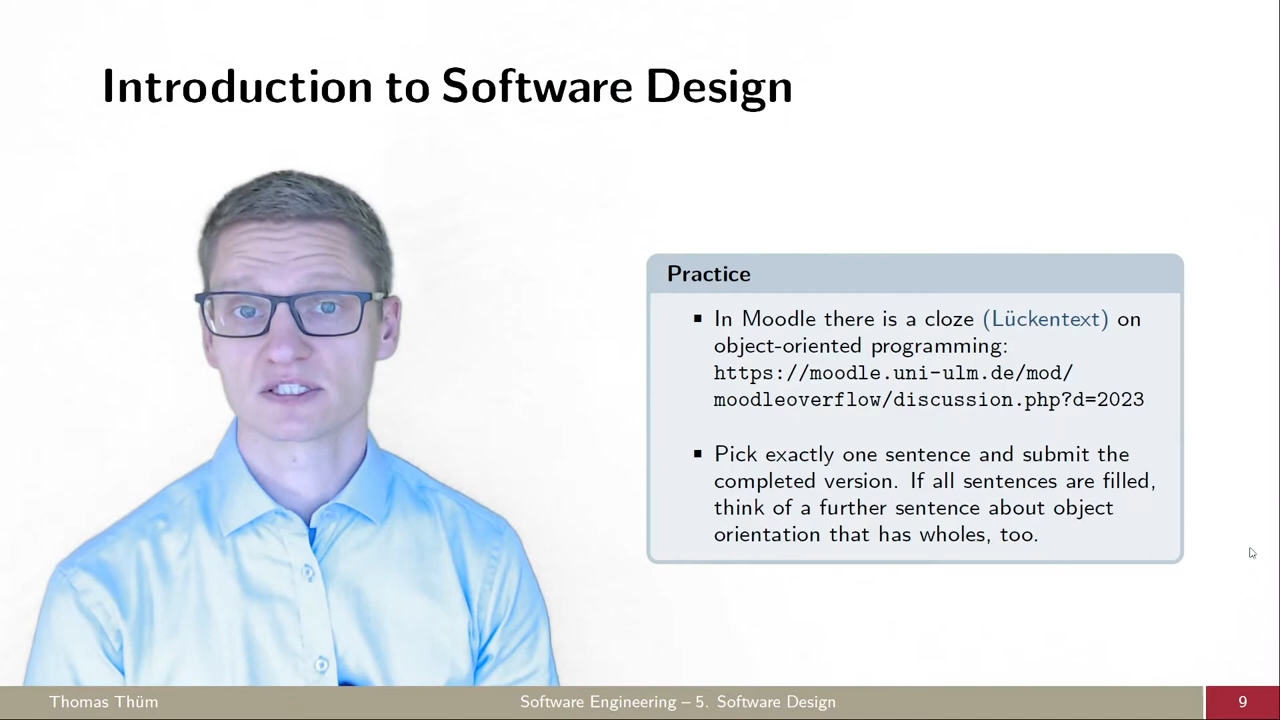 Introduction to Software Design
Practice
▪ In Moodle there is a cloze (Lückentext) on
object-oriented programming:
https://moodle.uni-ulm.de/mod/
moodleoverflow/discussion.php?d=2023
▪ Pick exactly one sentence and submit the
completed version. If all sentences are filled,
think of a further sentence about object
orientation that has wholes, too.
Thomas Thüm
Software Engineering – 5. Software Design
9